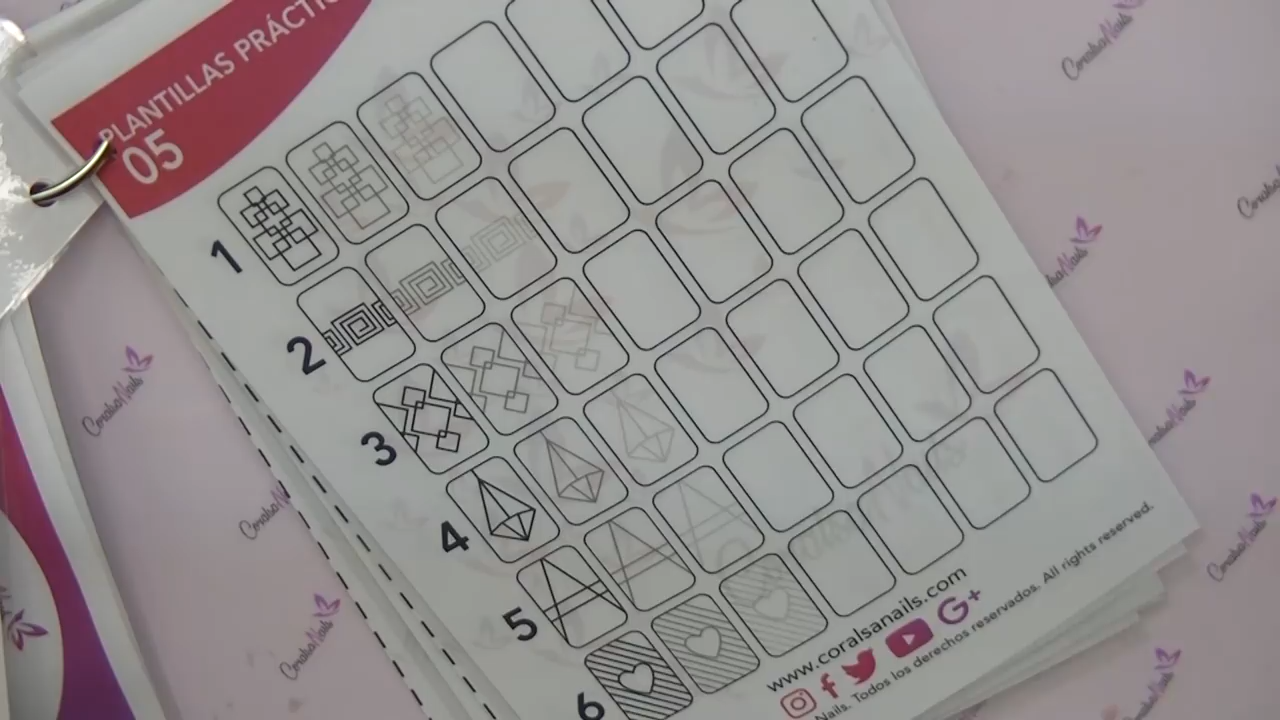 PLANTILLAS PRÁCTIC
05
1
2
3
4
5
6
www.coralsanails.com
Nails. Todos los derechos reservados. All rights reserved.